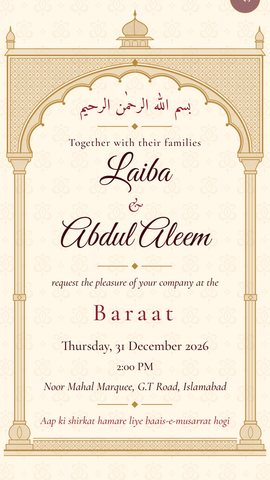 بسم الله الرحمن الرحيم
Together with their families
Laiba
&
Abdul Aleem
request the pleasure of your company at the
Baraat
Thursday, 31 December 2026
2:00 PM
Noor Mahal Marquee, G.T Road, Islamabad
Aap ki shirkat hamare liye baais-e-musarrat hogi